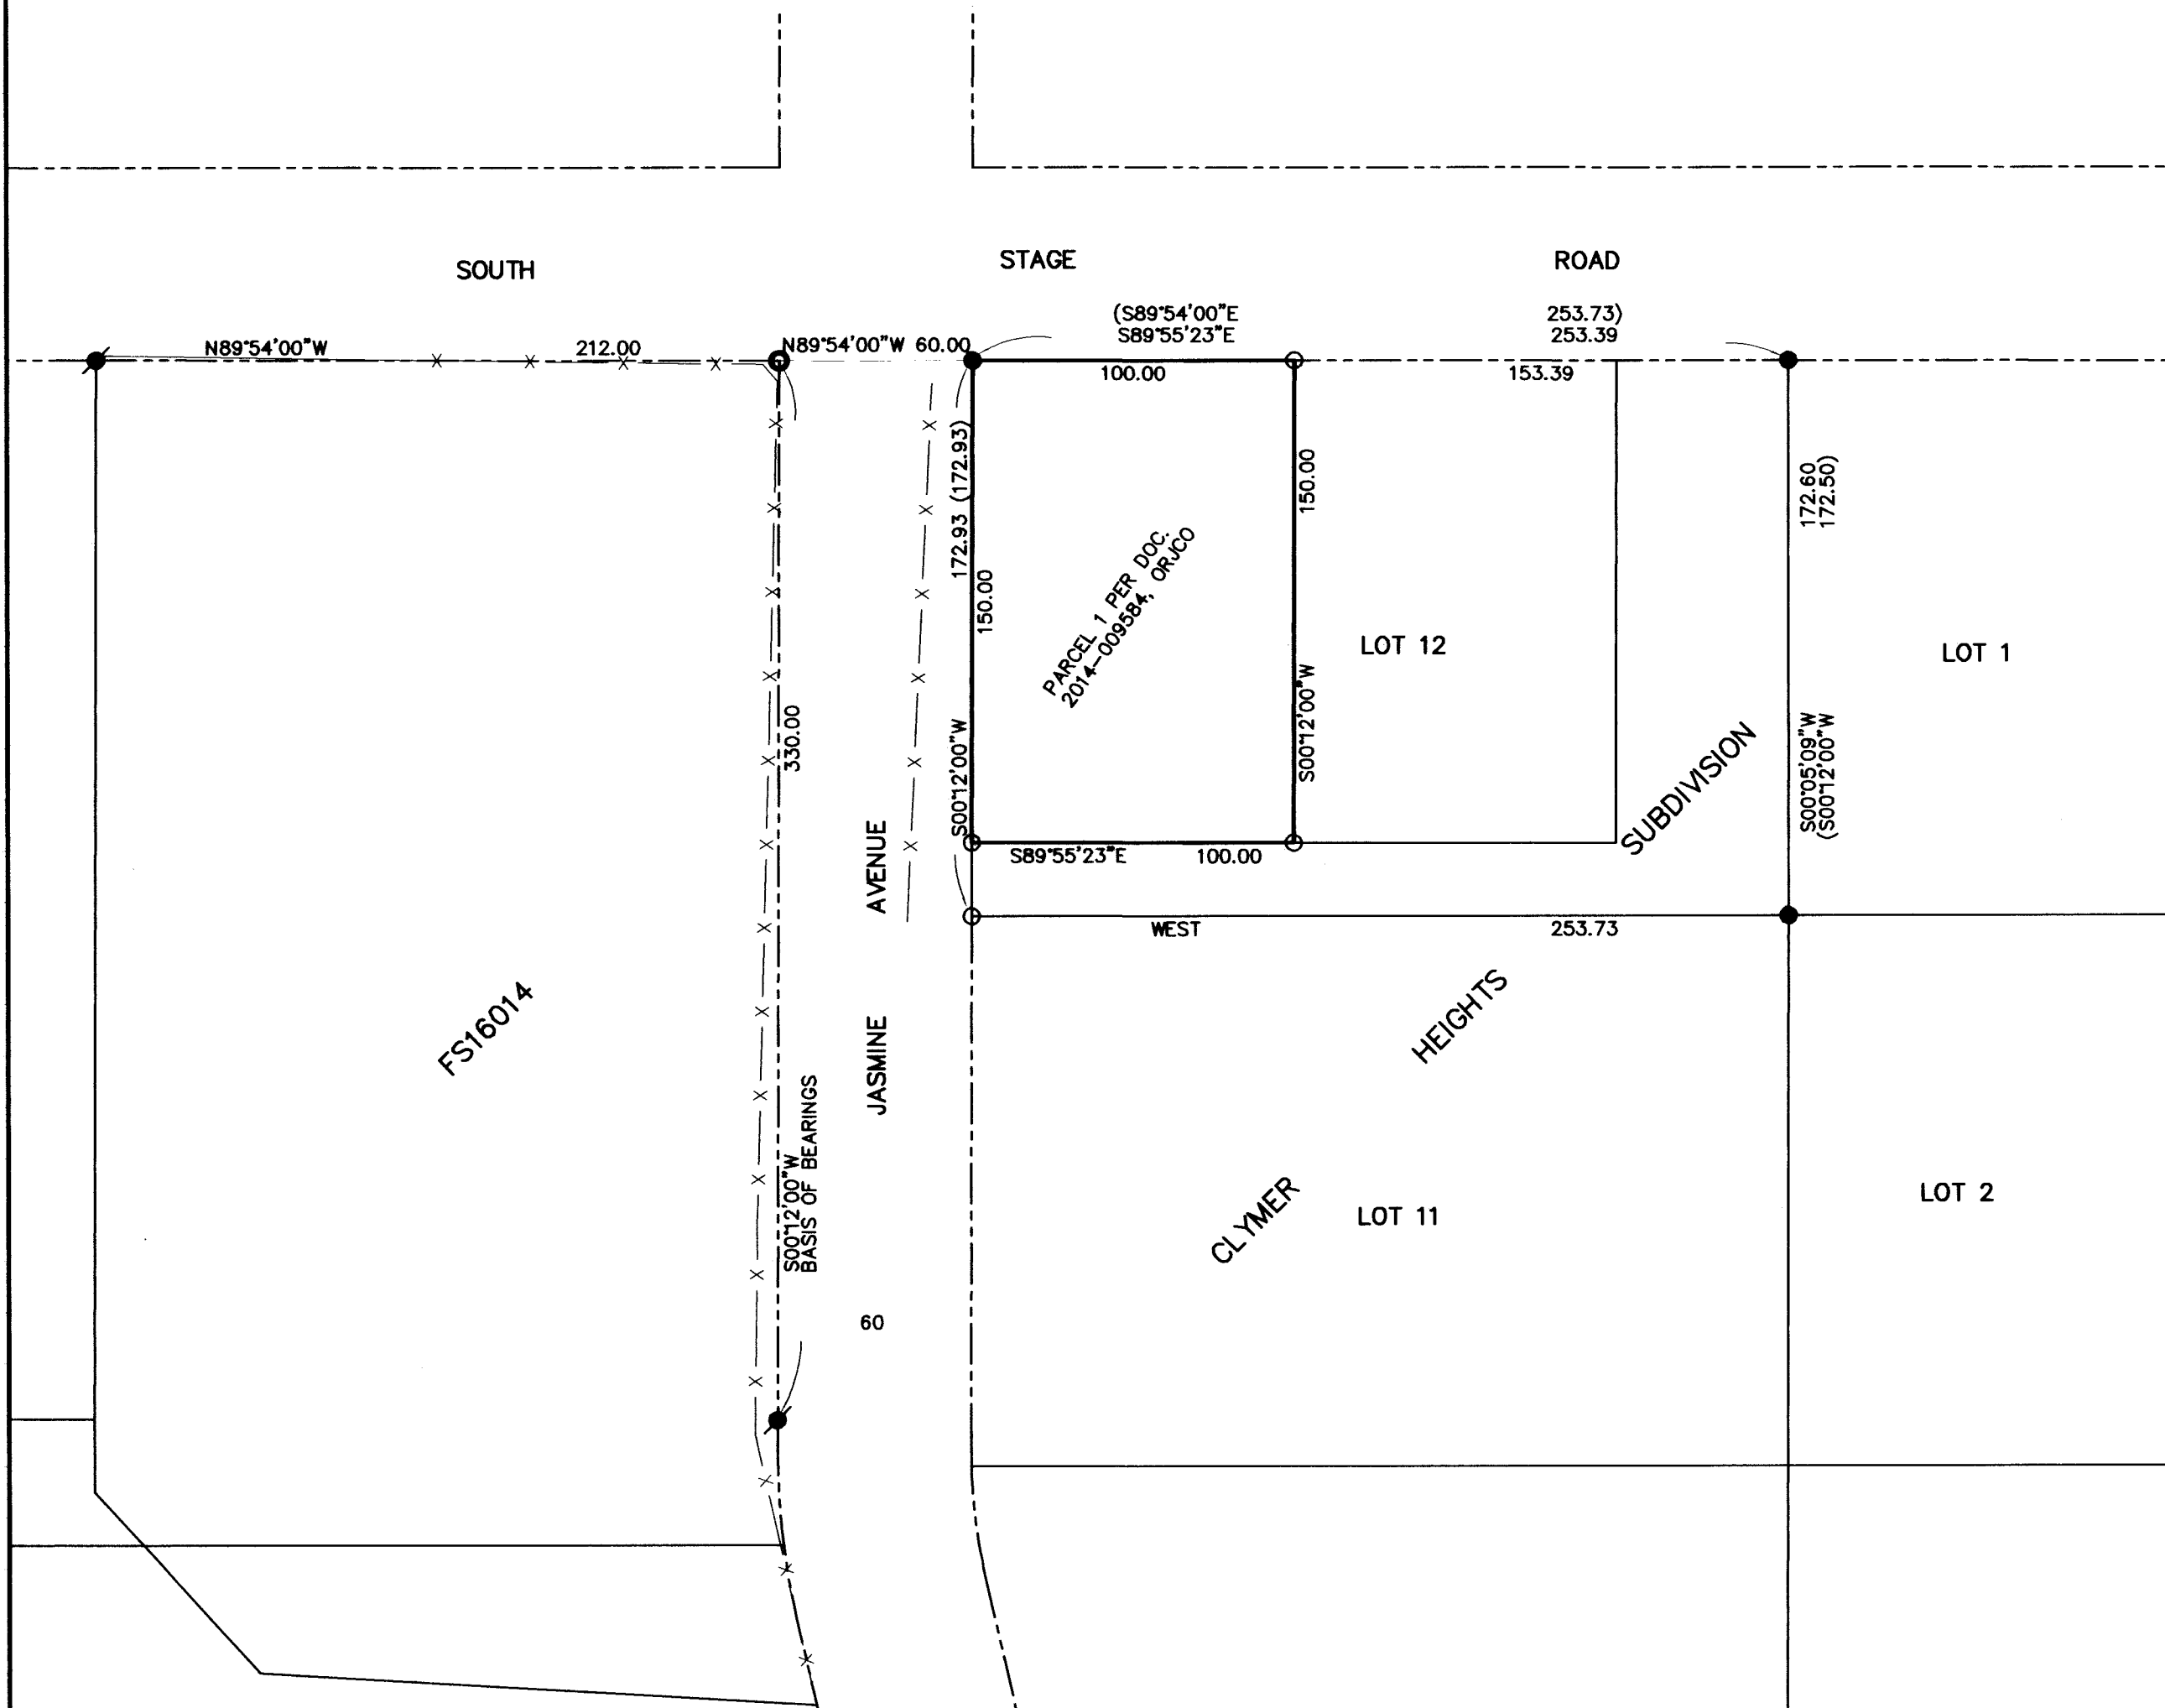 SOUTH STAGE ROAD
(S89°54'00"E 253.73)
S89°55'23"E 253.39
N89°54'00"W 212.00
N89°54'00"W 60.00
100.00
153.39
172.93 (172.93)
S00°12'00"W
150.00
150.00
S00°12'00"W
PARCEL 1 PER DOC.
2014-009584, ORJCO
LOT 12
LOT 1
172.60
172.50)
S00°05'09"W
(S00°12'00"W
330.00
S00°12'00"W
BASIS OF BEARINGS
S89°55'23"E 100.00
WEST 253.73
JASMINE AVENUE
60
FS16014
CLYMER HEIGHTS SUBDIVISION
LOT 11
LOT 2